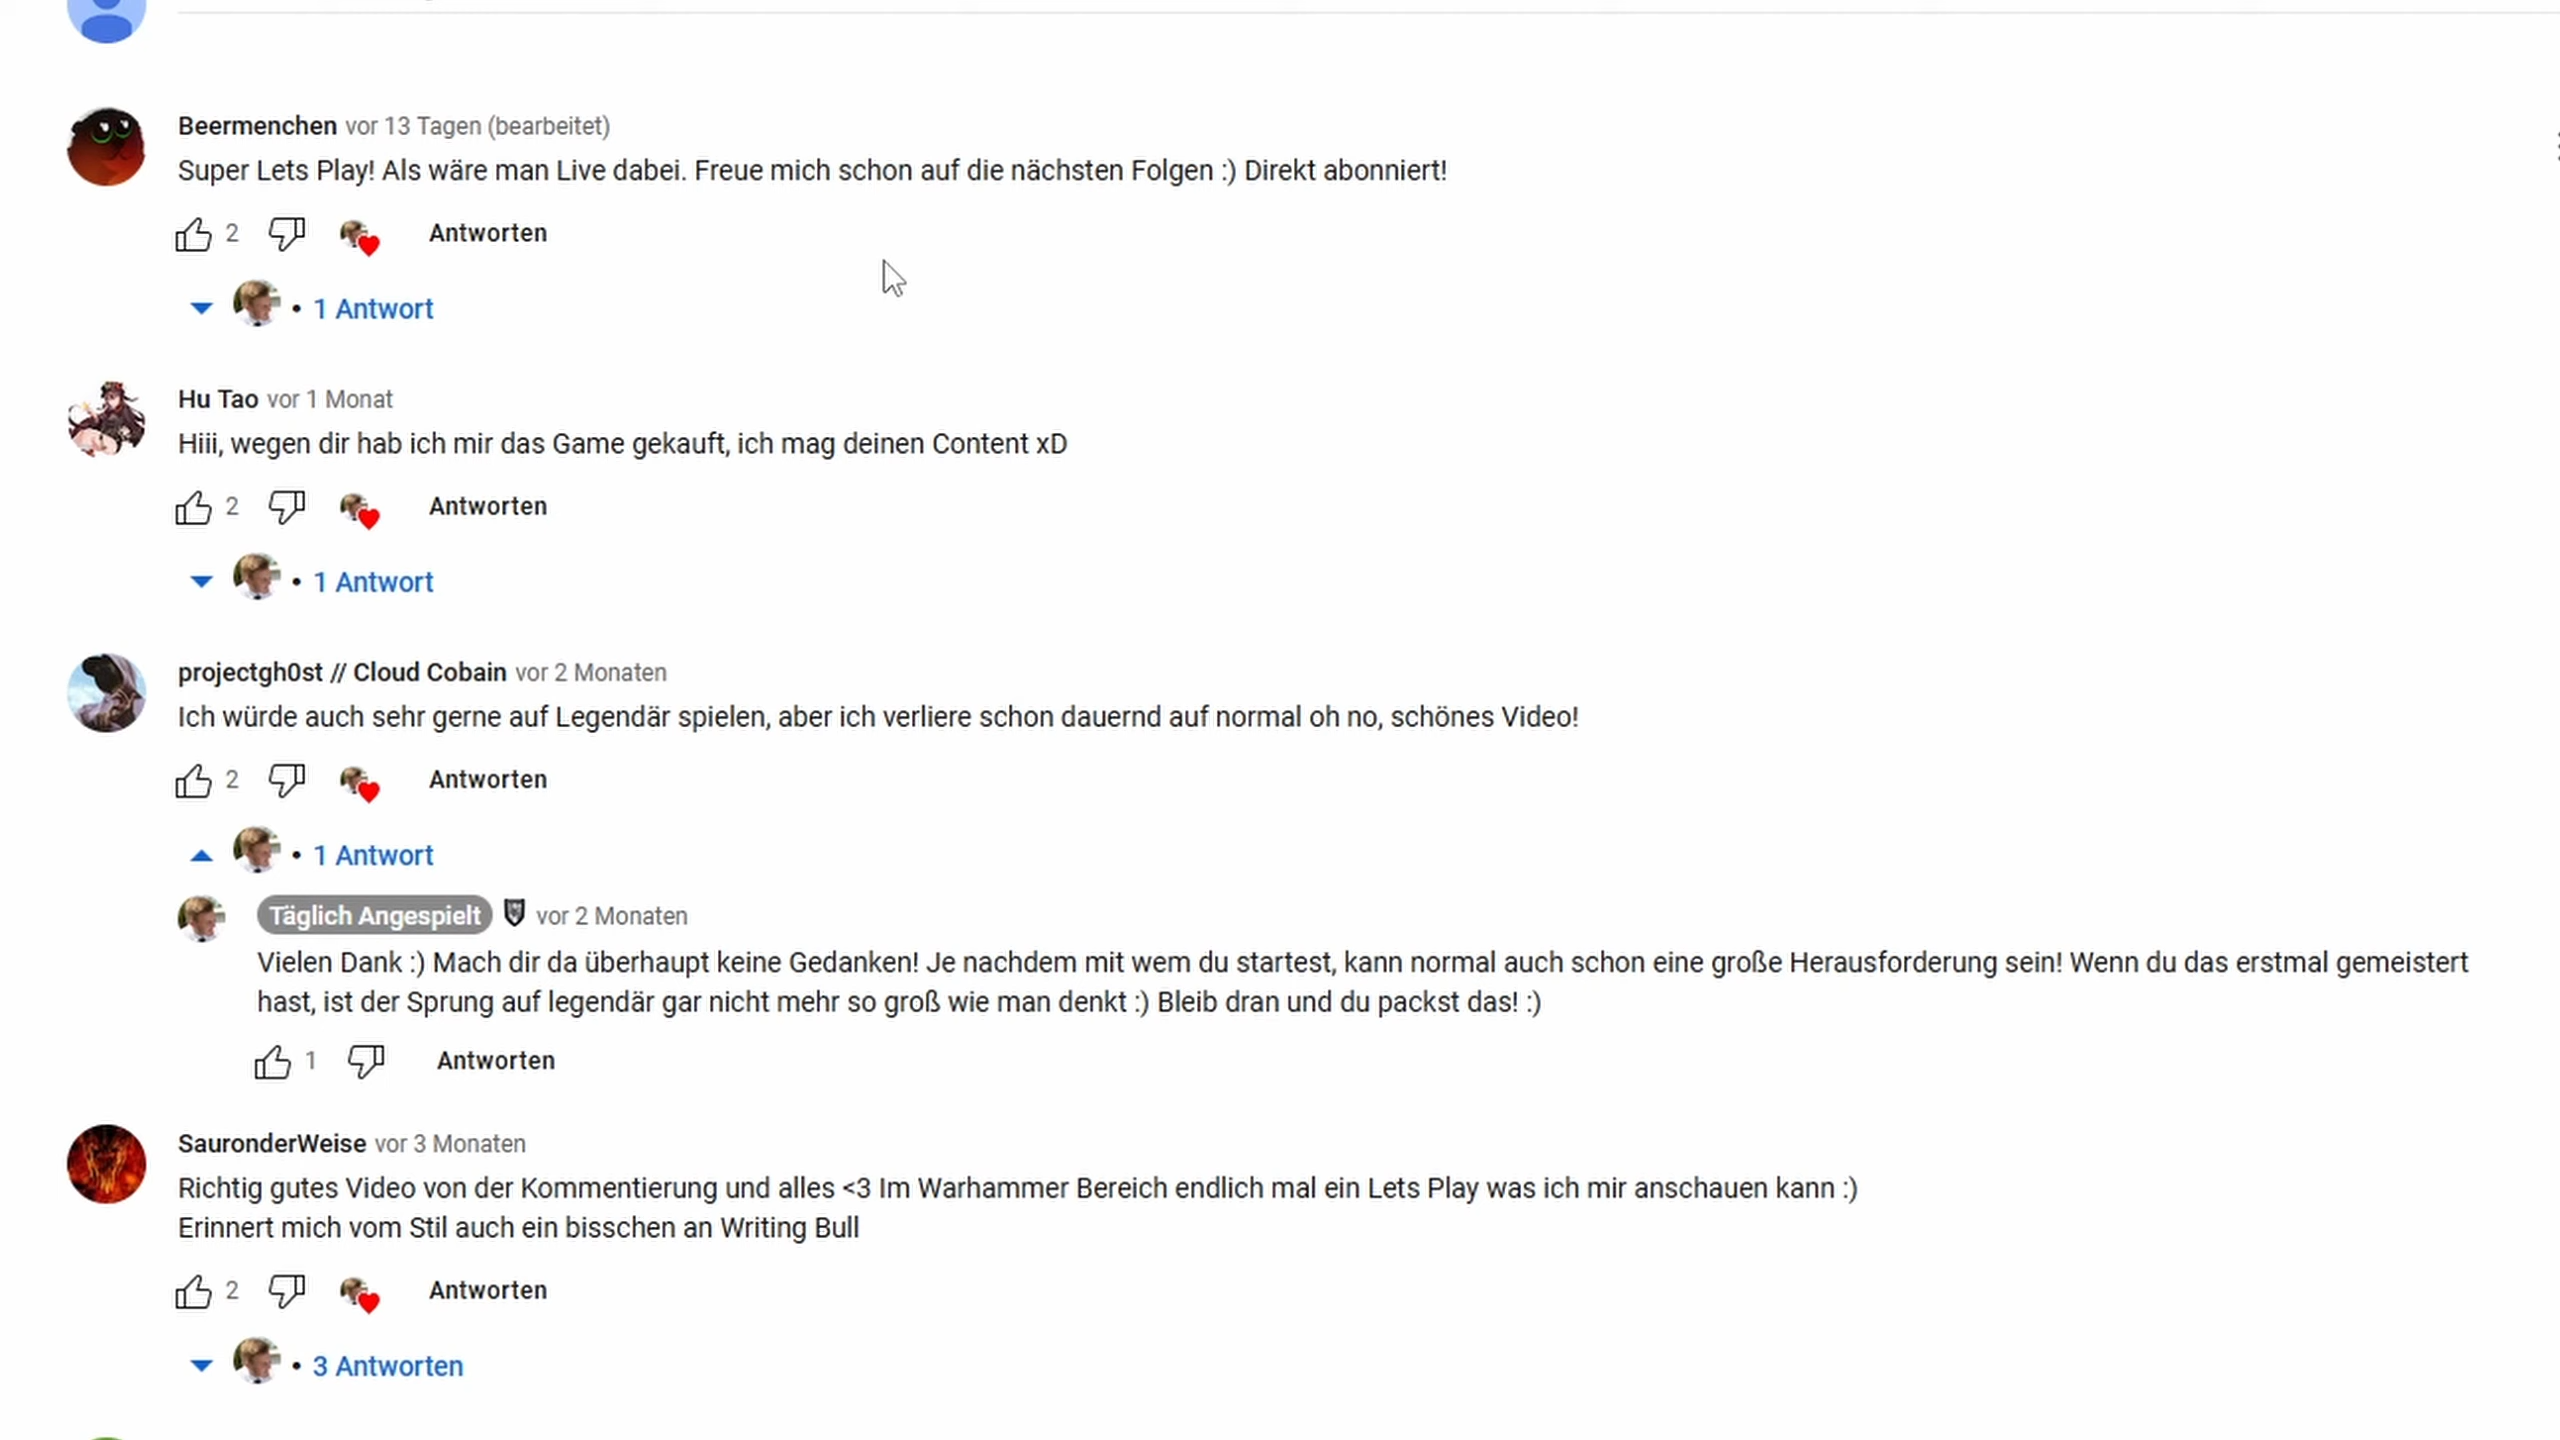 Beermenchen vor 13 Tagen (bearbeitet)
Super Lets Play! Als wäre man Live dabei. Freue mich schon auf die nächsten Folgen :) Direkt abonniert!
2 Antworten
• 1 Antwort
Hu Tao vor 1 Monat
Hiii, wegen dir hab ich mir das Game gekauft, ich mag deinen Content xD
2 Antworten
• 1 Antwort
projectgh0st // Cloud Cobain vor 2 Monaten
Ich würde auch sehr gerne auf Legendär spielen, aber ich verliere schon dauernd auf normal oh no, schönes Video!
2 Antworten
• 1 Antwort
Täglich Angespielt vor 2 Monaten
Vielen Dank :) Mach dir da überhaupt keine Gedanken! Je nachdem mit wem du startest, kann normal auch schon eine große Herausforderung sein! Wenn du das erstmal gemeistert
hast, ist der Sprung auf legendär gar nicht mehr so groß wie man denkt :) Bleib dran und du packst das! :)
1 Antworten
SauronderWeise vor 3 Monaten
Richtig gutes Video von der Kommentierung und alles <3 Im Warhammer Bereich endlich mal ein Lets Play was ich mir anschauen kann :)
Erinnert mich vom Stil auch ein bisschen an Writing Bull
2 Antworten
• 3 Antworten